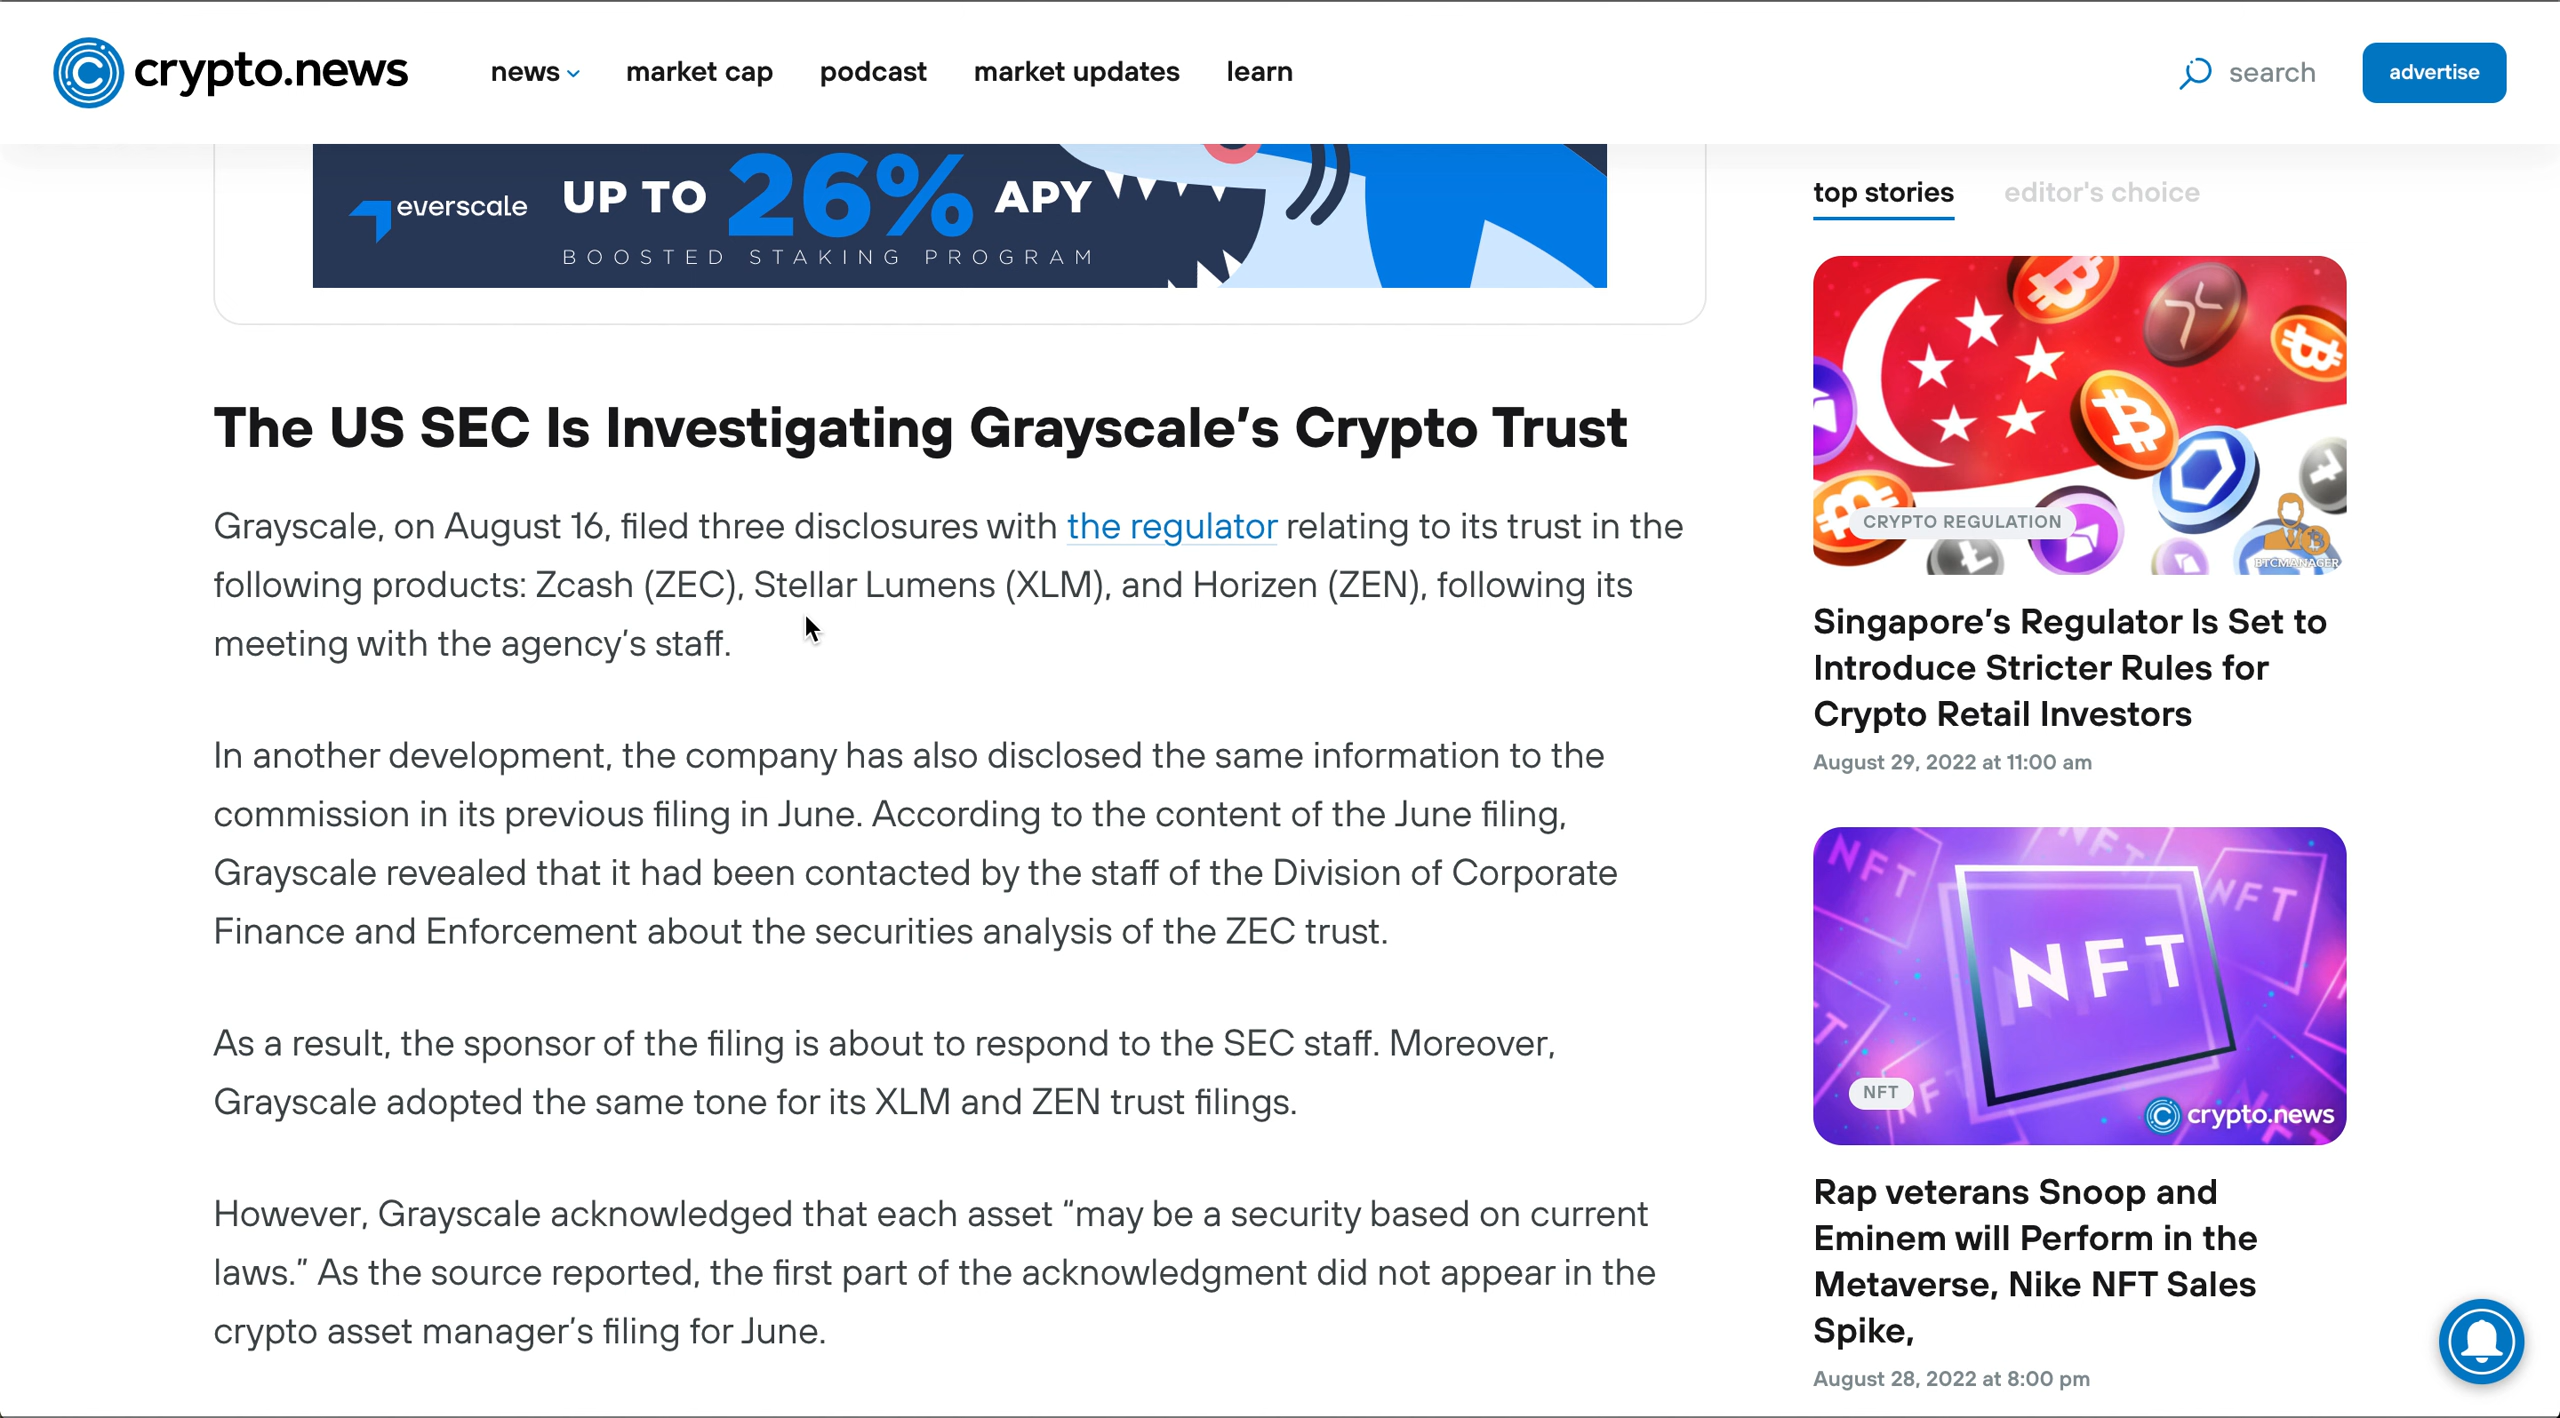 crypto.news
news
market cap
podcast
market updates
learn
search
advertise
everscale
UP TO 26% APY
BOOSTED STAKING PROGRAM
The US SEC Is Investigating Grayscale’s Crypto Trust
Grayscale, on August 16, filed three disclosures with the regulator relating to its trust in the
following products: Zcash (ZEC), Stellar Lumens (XLM), and Horizen (ZEN), following its
meeting with the agency’s staff.
In another development, the company has also disclosed the same information to the
commission in its previous filing in June. According to the content of the June filing,
Grayscale revealed that it had been contacted by the staff of the Division of Corporate
Finance and Enforcement about the securities analysis of the ZEC trust.
As a result, the sponsor of the filing is about to respond to the SEC staff. Moreover,
Grayscale adopted the same tone for its XLM and ZEN trust filings.
However, Grayscale acknowledged that each asset “may be a security based on current
laws.” As the source reported, the first part of the acknowledgment did not appear in the
crypto asset manager’s filing for June.
top stories
editor's choice
CRYPTO REGULATION
BTCMANAGER
Singapore’s Regulator Is Set to
Introduce Stricter Rules for
Crypto Retail Investors
August 29, 2022 at 11:00 am
NFT
NFT
NFT
NFT
NFT
crypto.news
Rap veterans Snoop and
Eminem will Perform in the
Metaverse, Nike NFT Sales
Spike,
August 28, 2022 at 8:00 pm